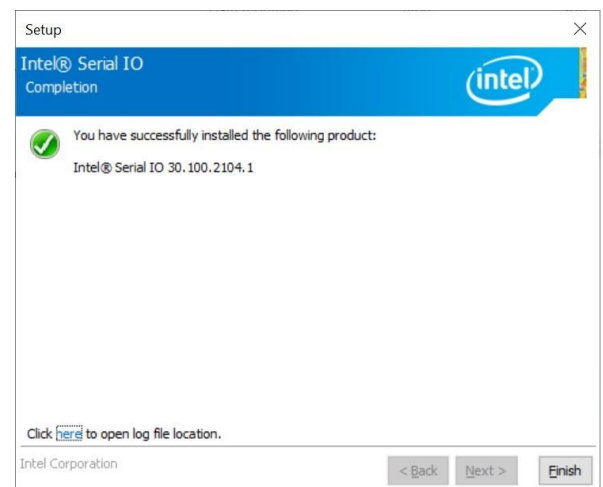 Setup
Intel® Serial IO
Completion
intel
You have successfully installed the following product:
Intel® Serial IO 30.100.2104.1
Click here to open log file location.
Intel Corporation
< Back Next > Finish